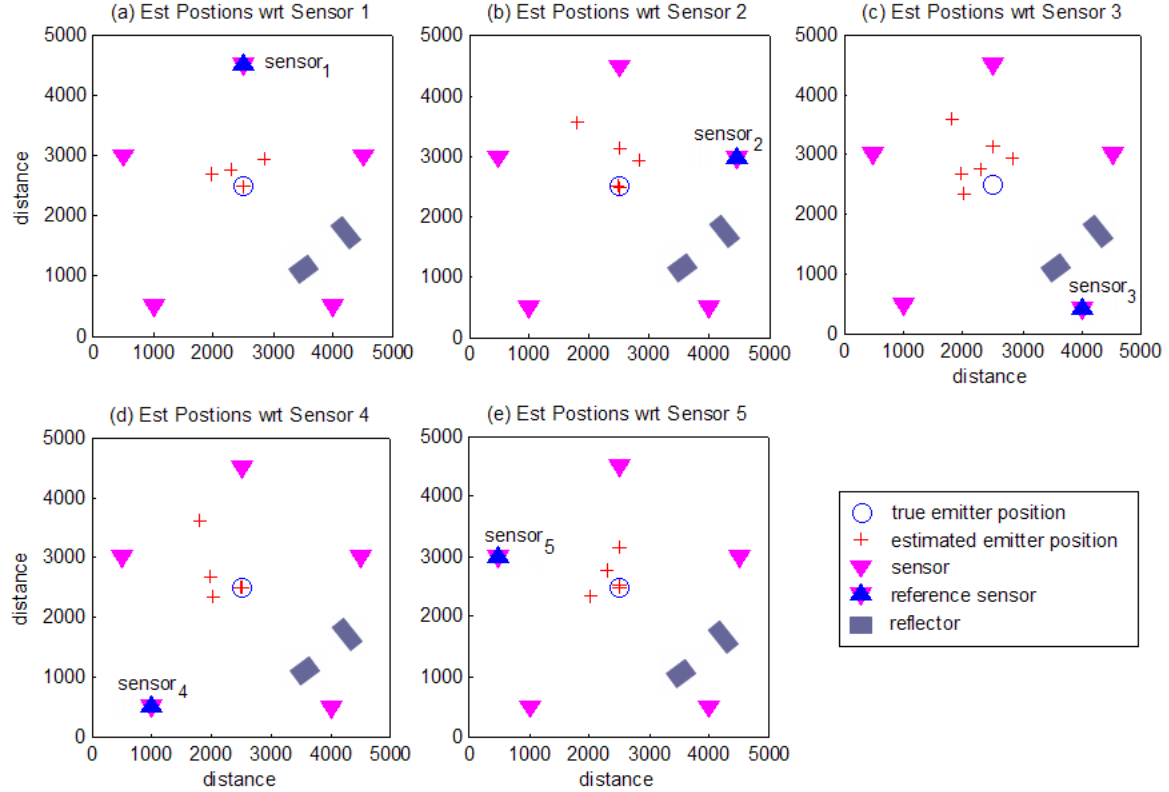 (a) Est Postions wrt Sensor 1
(b) Est Postions wrt Sensor 2
(c) Est Postions wrt Sensor 3
5000
4000
3000
2000
1000
0
distance
sensor1
0 1000 2000 3000 4000 5000
5000
4000
3000
2000
1000
0
sensor2
0 1000 2000 3000 4000 5000
5000
4000
3000
2000
1000
0
sensor3
0 1000 2000 3000 4000 5000
distance
(d) Est Postions wrt Sensor 4
(e) Est Postions wrt Sensor 5
5000
4000
3000
2000
1000
0
distance
sensor4
0 1000 2000 3000 4000 5000
distance
5000
4000
3000
2000
1000
0
sensor5
0 1000 2000 3000 4000 5000
distance
true emitter position
estimated emitter position
sensor
reference sensor
reflector